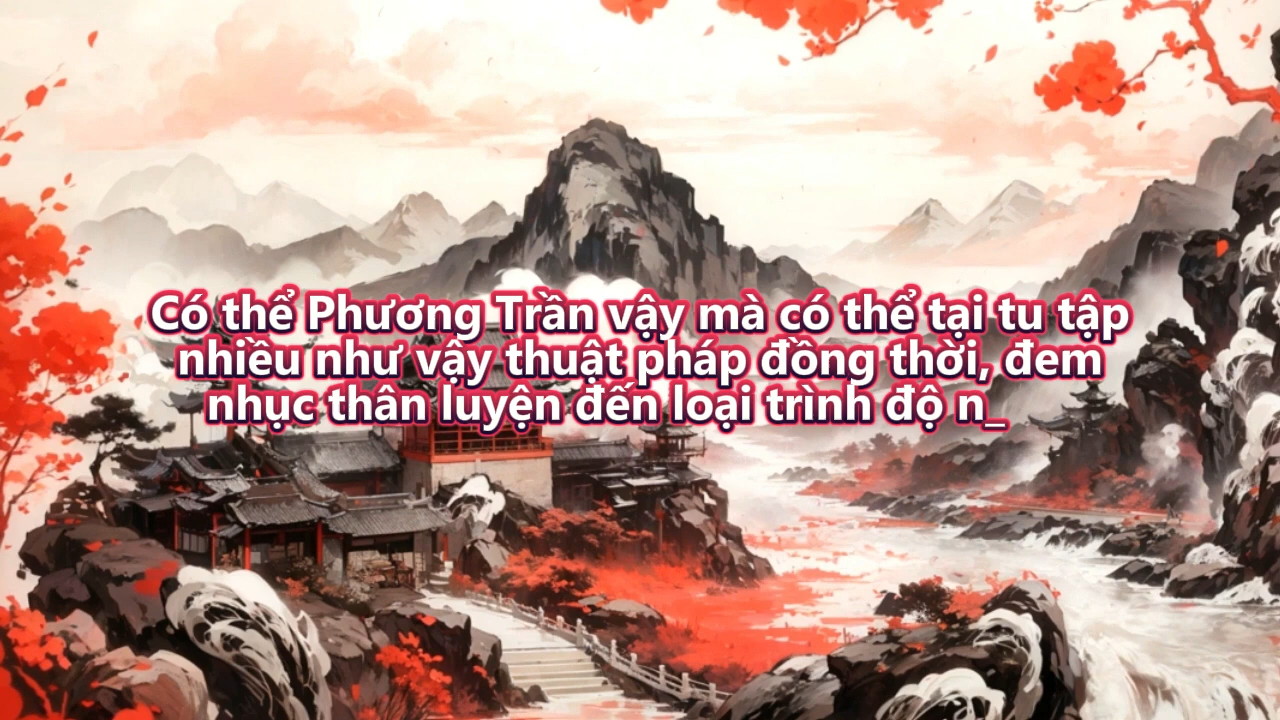 Có thể Phương Trần vậy mà có thể tại tu tập
nhiều như vậy thuật pháp đồng thời, đem
nhục thân luyện đến loại trình độ n_